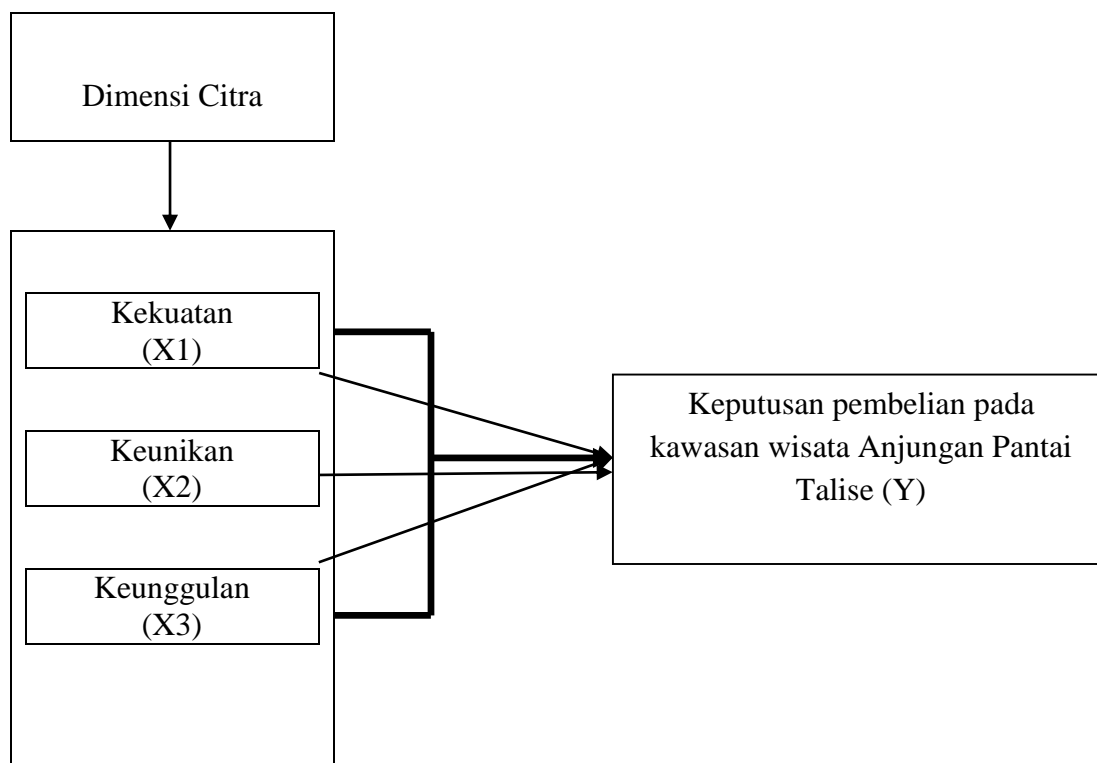 Dimensi Citra
Kekuatan
(X1)
Keunikan
(X2)
Keunggulan
(X3)
Keputusan pembelian pada
kawasan wisata Anjungan Pantai
Talise (Y)